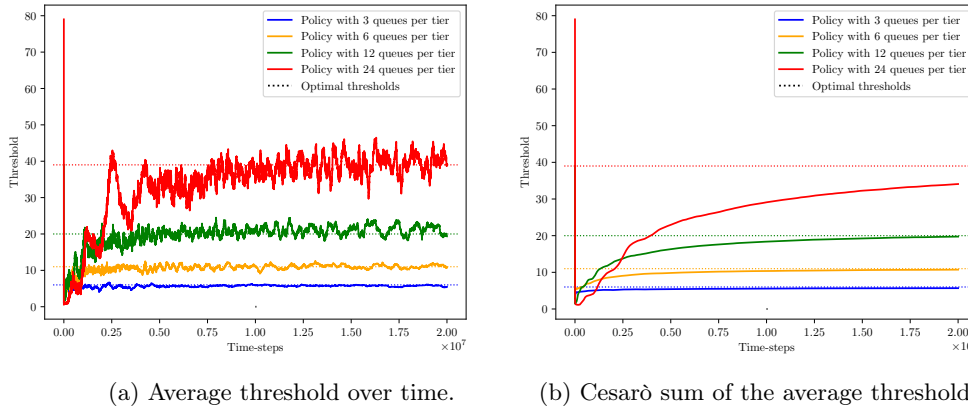 80
70
60
50
40
30
20
10
0
Threshold
0.00
0.25
0.50
0.75
1.00
1.25
1.50
1.75
2.00
×10⁷
Time-steps
Policy with 3 queues per tier
Policy with 6 queues per tier
Policy with 12 queues per tier
Policy with 24 queues per tier
Optimal thresholds
(a) Average threshold over time.
80
70
60
50
40
30
20
10
0
Threshold
0.00
0.25
0.50
0.75
1.00
1.25
1.50
1.75
2.00
×10
Time-steps
Policy with 3 queues per tier
Policy with 6 queues per tier
Policy with 12 queues per tier
Policy with 24 queues per tier
Optimal thresholds
(b) Cesarò sum of the average threshold